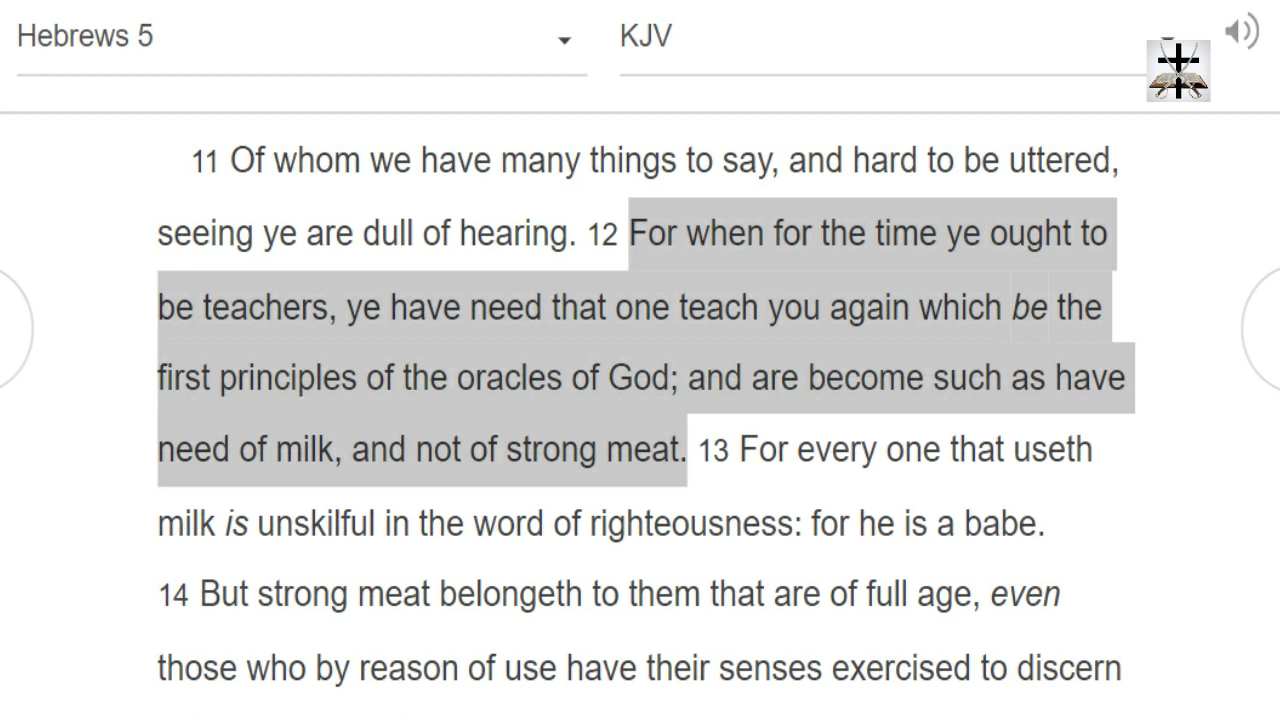 Hebrews 5 KJV
11 Of whom we have many things to say, and hard to be uttered,
seeing ye are dull of hearing. 12 For when for the time ye ought to
be teachers, ye have need that one teach you again which be the
first principles of the oracles of God; and are become such as have
need of milk, and not of strong meat. 13 For every one that useth
milk is unskilful in the word of righteousness: for he is a babe.
14 But strong meat belongeth to them that are of full age, even
those who by reason of use have their senses exercised to discern